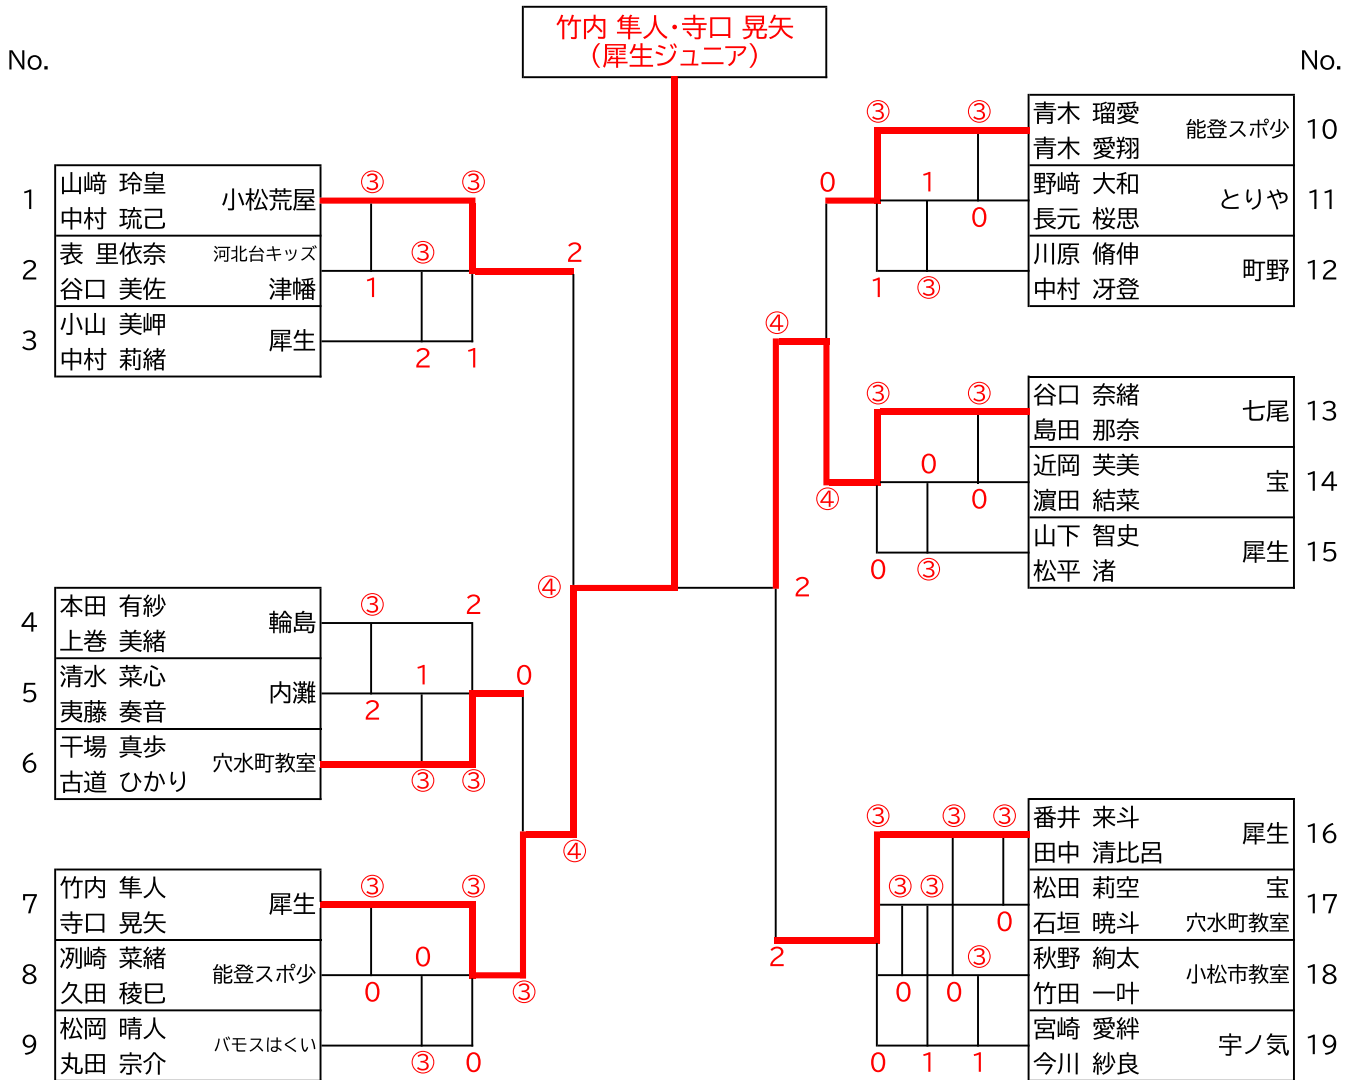 竹内 隼人・寺口 晃矢
（犀生ジュニア）
No.
No.
1
山﨑 玲皇
中村 琉己
小松荒屋
2
表 里依奈
谷口 美佐
河北台キッズ
津幡
3
小山 美岬
中村 莉緒
犀生
③ ③
③
1
2 1
2
4
本田 有紗
上巻 美緒
輪島
5
清水 菜心
夷藤 奏音
内灘
6
干場 真歩
古道 ひかり
穴水町教室
③ 2
1
2
③ ③
0
④
④
7
竹内 隼人
寺口 晃矢
犀生
8
冽崎 菜緒
久田 稜巳
能登スポ少
9
松岡 晴人
丸田 宗介
バモスはくい
③ ③
0
0
③ 0
③
10
青木 瑠愛
青木 愛翔
能登スポ少
11
野﨑 大和
長元 桜思
とりや
12
川原 脩伸
中村 冴登
町野
③ ③
0 1
0
1 ③
④
13
谷口 奈緒
島田 那奈
七尾
14
近岡 芙美
濵田 結菜
宝
15
山下 智史
松平 渚
犀生
③ ③
0
④ 0
0 ③
2
16
番井 来斗
田中 清比呂
犀生
17
松田 莉空
石垣 暁斗
宝
穴水町教室
18
秋野 絢太
竹田 一叶
小松市教室
19
宮崎 愛絆
今川 紗良
宇ノ気
③ ③ ③
③ ③
0
2 ③
0 0
0 1 1